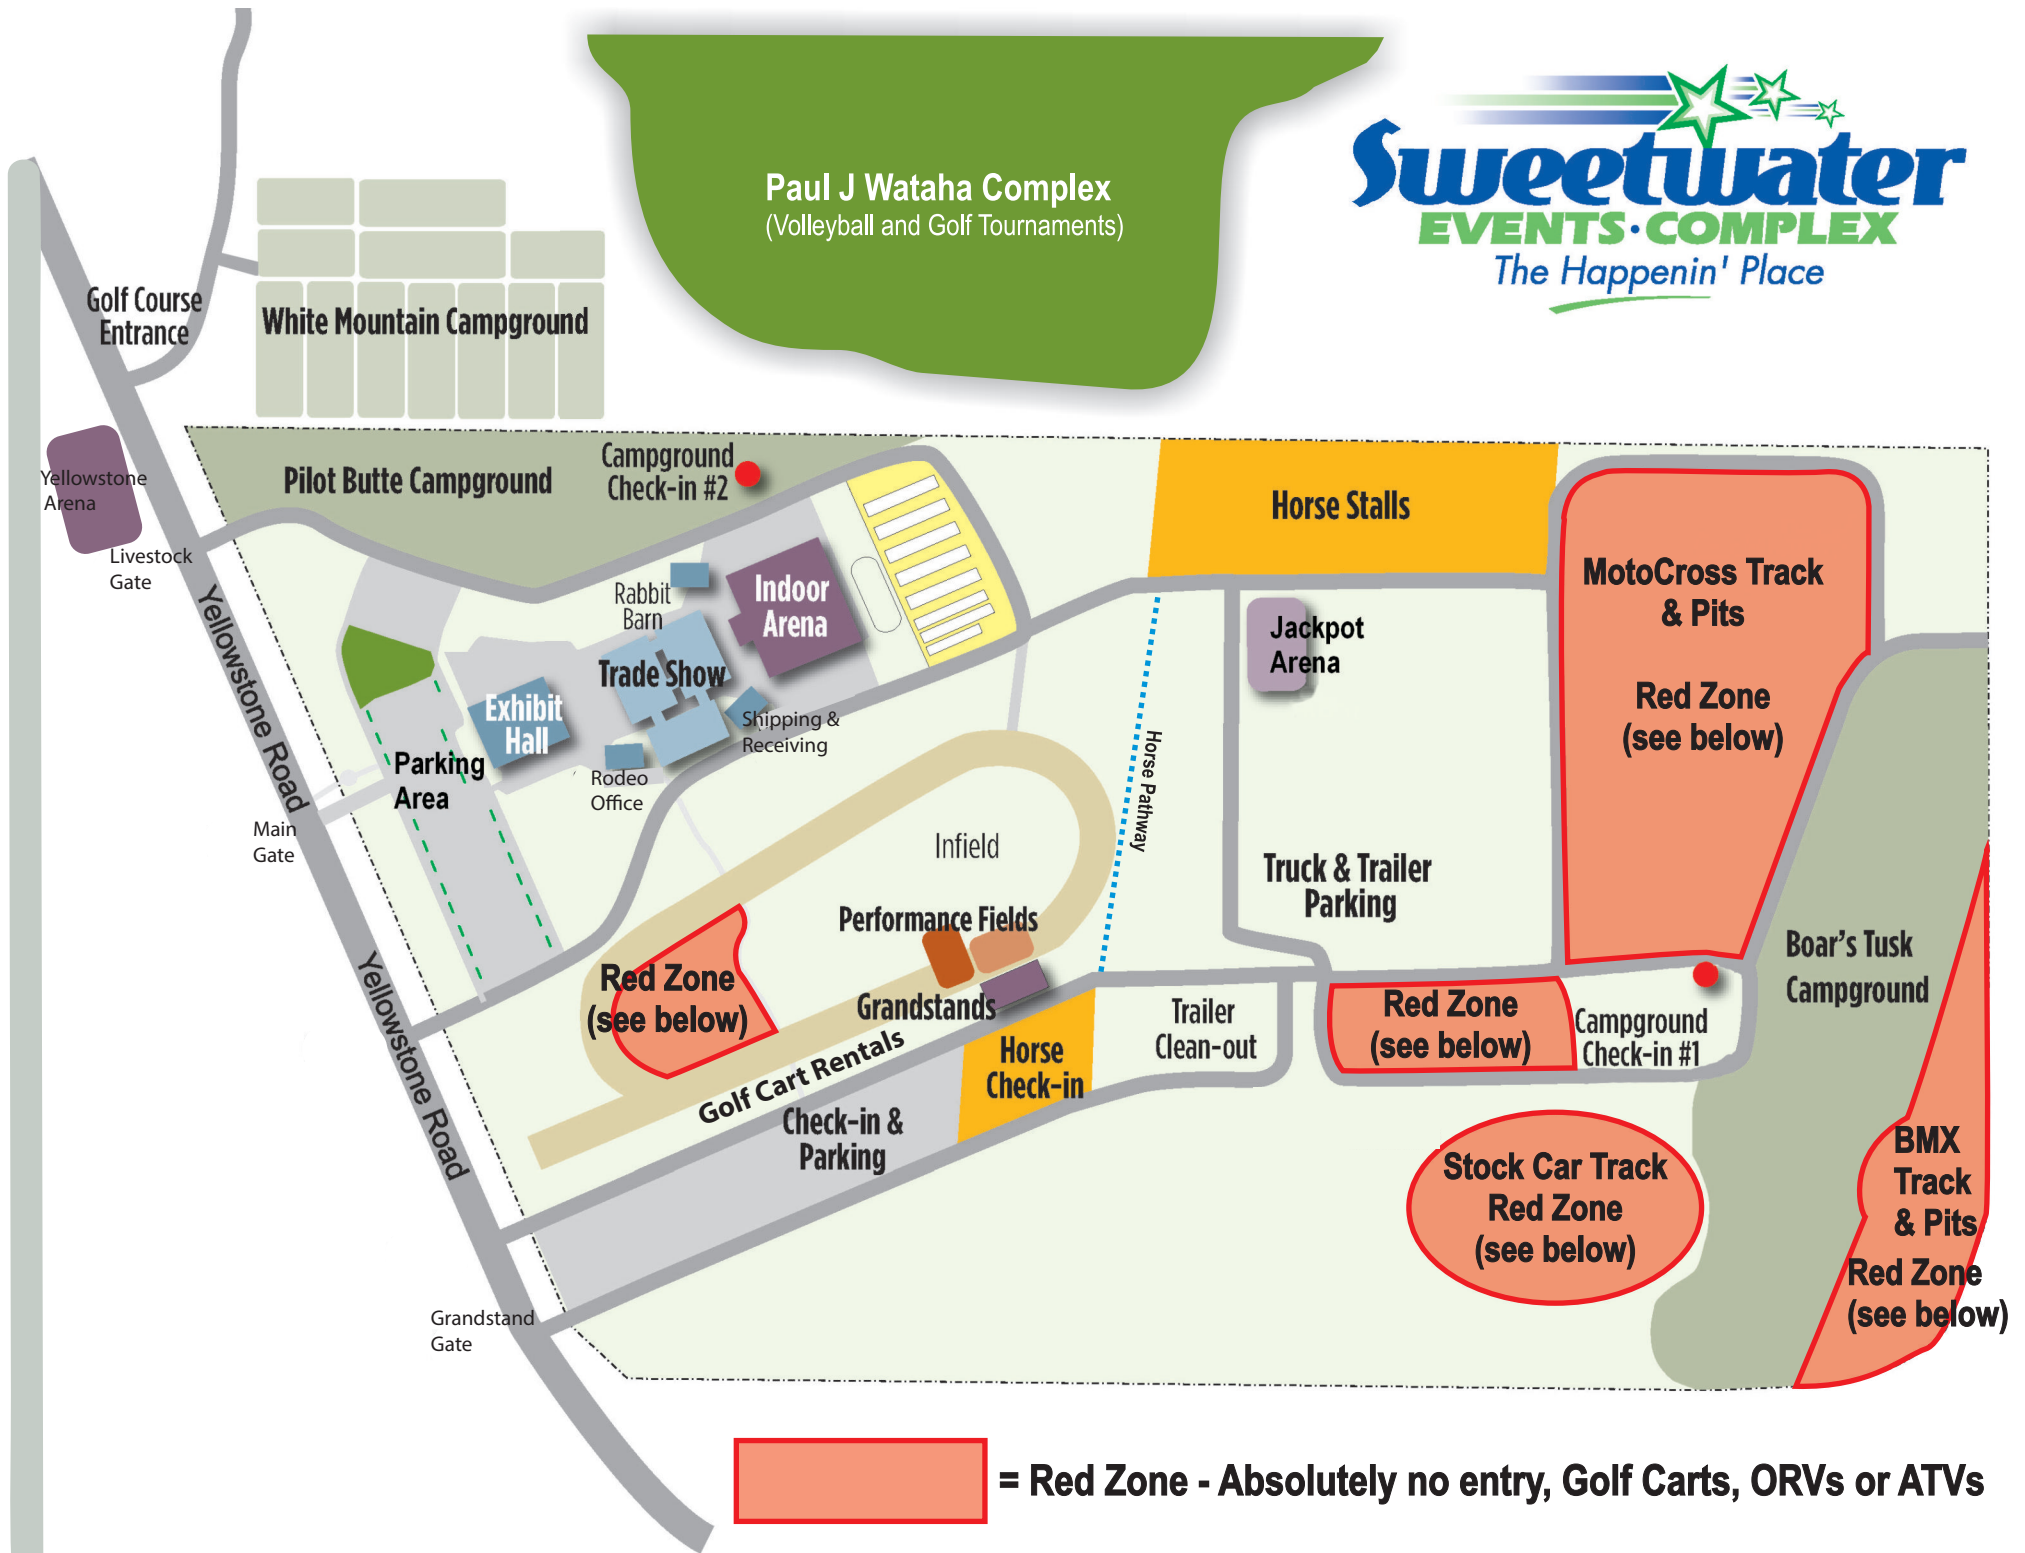 Sweetwater
EVENTS·COMPLEX
The Happenin' Place
Paul J Wataha Complex
(Volleyball and Golf Tournaments)
Golf Course
Entrance
White Mountain Campground
Yellowstone
Arena
Livestock
Gate
Pilot Butte Campground
Campground
Check-in #2
Horse Stalls
MotoCross Track
& Pits
Red Zone
(see below)
Rabbit
Barn
Indoor
Arena
Jackpot
Arena
Trade Show
Exhibit
Hall
Shipping &
Receiving
Rodeo
Office
Parking
Area
Yellowstone Road
Main
Gate
Horse Pathway
Infield
Truck & Trailer
Parking
Performance Fields
Grandstands
Red Zone
(see below)
Yellowstone Road
Golf Cart Rentals
Horse
Check-in
Trailer
Clean-out
Red Zone
(see below)
Campground
Check-in #1
Boar's Tusk
Campground
Check-in &
Parking
Stock Car Track
Red Zone
(see below)
BMX
Track
& Pits
Red Zone
(see below)
Grandstand
Gate
= Red Zone - Absolutely no entry, Golf Carts, ORVs or ATVs